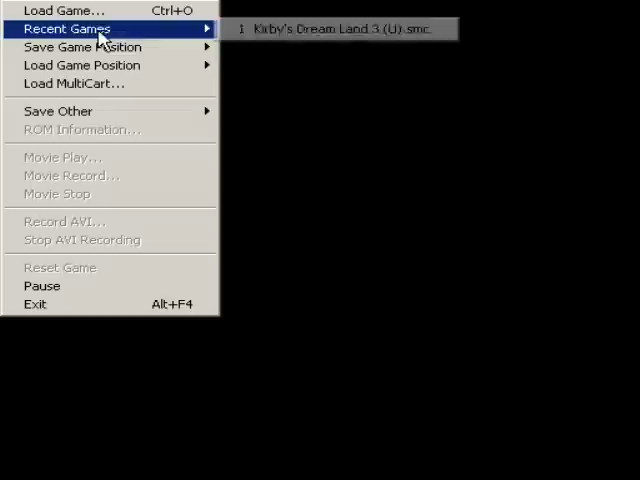 Load Game... Ctrl+O
Recent Games
1 Kirby's Dream Land 3 (U).smc
Save Game Position
Load Game Position
Load MultiCart...
Save Other
ROM Information...
Movie Play...
Movie Record...
Movie Stop
Record AVI...
Stop AVI Recording
Reset Game
Pause
Exit Alt+F4